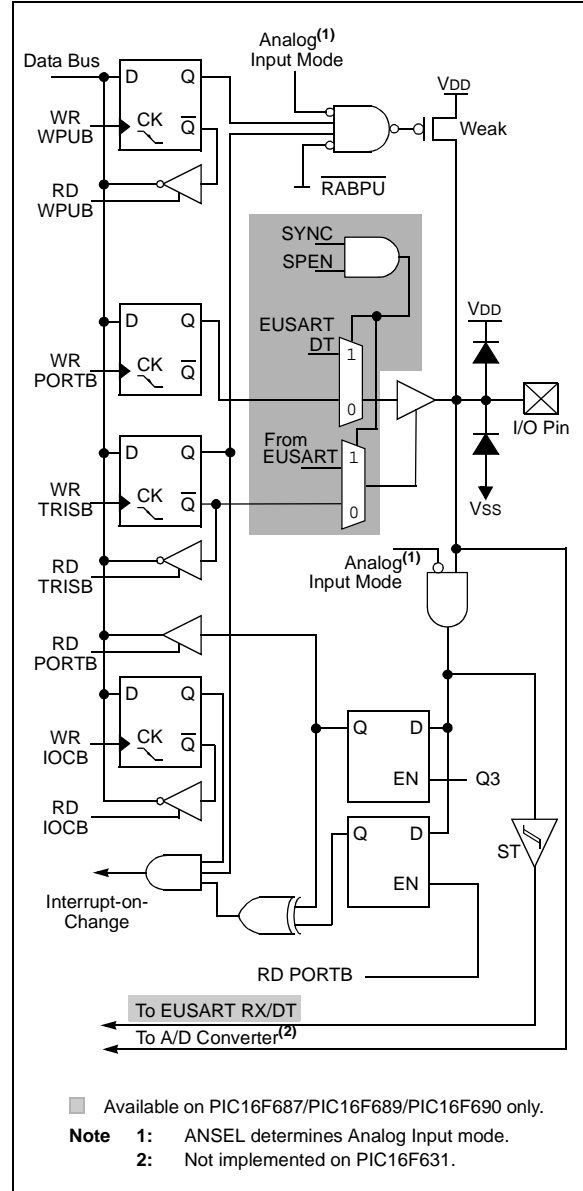 Analog(1)
Input Mode
Data Bus
D Q
WR
WPUB
CK
Q
RD
WPUB
VDD
Weak
RABPU
SYNC
SPEN
EUSART
DT
1
0
D Q
WR
PORTB
CK
Q
VDD
I/O Pin
VSS
From
EUSART
1
0
D Q
WR
TRISB
CK
Q
RD
TRISB
Analog(1)
Input Mode
RD
PORTB
D Q
WR
IOCB
CK
Q
RD
IOCB
Q D
EN
Q3
Q D
EN
ST
Interrupt-on-
Change
RD PORTB
To EUSART RX/DT
To A/D Converter(2)
Available on PIC16F687/PIC16F689/PIC16F690 only.
Note 1: ANSEL determines Analog Input mode.
2: Not implemented on PIC16F631.